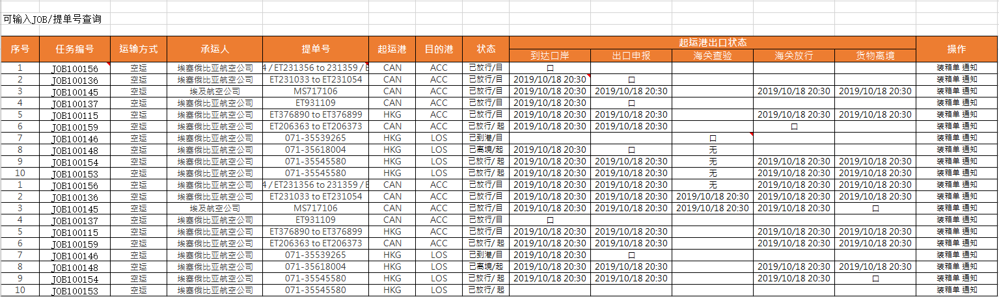 可输入JOB/提单号查询
序号 任务编号 运输方式 承运人 提单号 起运港 目的港 状态 起运港出口状态 操作
到达口岸 出口申报 海关查验 海关放行 货物离境
1 JOB100156 空运 埃塞俄比亚航空公司 / ET231356 to 231359 / CAN ACC 已放行/目 口 装箱单 通知
2 JOB100136 空运 埃塞俄比亚航空公司 ET231033 to ET231054 CAN ACC 已放行/目 2019/10/18 20:30 口 装箱单 通知
3 JOB100145 空运 埃及航空公司 MS717106 CAN ACC 已放行/目 2019/10/18 20:30 2019/10/18 20:30 2019/10/18 20:30 2019/10/18 20:30 装箱单 通知
4 JOB100137 空运 埃塞俄比亚航空公司 ET931109 CAN ACC 已放行/目 2019/10/18 20:30 口 装箱单 通知
5 JOB100115 空运 埃塞俄比亚航空公司 ET376890 to ET376899 HKG ACC 已放行/目 2019/10/18 20:30 2019/10/18 20:30 2019/10/18 20:30 2019/10/18 20:30 装箱单 通知
6 JOB100159 空运 埃塞俄比亚航空公司 ET206363 to ET206373 CAN ACC 已放行/ 起 2019/10/18 20:30 2019/10/18 20:30 口 装箱单 通知
7 JOB100146 空运 埃塞俄比亚航空公司 071-35539265 HKG LOS 已到港/目 口 装箱单 通知
8 JOB100148 空运 埃塞俄比亚航空公司 071-35618004 HKG LOS 已离境/起 2019/10/18 20:30 口 无 装箱单 通知
9 JOB100154 空运 埃塞俄比亚航空公司 071-35545580 HKG LOS 已放行/ 起 2019/10/18 20:30 2019/10/18 20:30 无 2019/10/18 20:30 2019/10/18 20:30 装箱单 通知
10 JOB100153 空运 埃塞俄比亚航空公司 071-35545580 HKG LOS 已放行/ 起 2019/10/18 20:30 2019/10/18 20:30 无 2019/10/18 20:30 2019/10/18 20:30 装箱单 通知
1 JOB100156 空运 埃塞俄比亚航空公司 / ET231356 to 231359 / CAN ACC 已放行/目 2019/10/18 20:30 2019/10/18 20:30 无 2019/10/18 20:30 2019/10/18 20:30 装箱单 通知
2 JOB100136 空运 埃塞俄比亚航空公司 ET231033 to ET231054 CAN ACC 已放行/目 2019/10/18 20:30 2019/10/18 20:30 2019/10/18 20:30 2019/10/18 20:30 2019/10/18 20:30 装箱单 通知
3 JOB100145 空运 埃及航空公司 MS717106 CAN ACC 已放行/目 2019/10/18 20:30 2019/10/18 20:30 2019/10/18 20:30 2019/10/18 20:30 口 装箱单 通知
4 JOB100137 空运 埃塞俄比亚航空公司 ET931109 CAN ACC 已放行/目 口 装箱单 通知
5 JOB100115 空运 埃塞俄比亚航空公司 ET376890 to ET376899 HKG ACC 已放行/目 2019/10/18 20:30 2019/10/18 20:30 2019/10/18 20:30 2019/10/18 20:30 装箱单 通知
6 JOB100159 空运 埃塞俄比亚航空公司 ET206363 to ET206373 CAN ACC 已放行/ 起 2019/10/18 20:30 2019/10/18 20:30 2019/10/18 20:30 2019/10/18 20:30 装箱单 通知
7 JOB100146 空运 埃塞俄比亚航空公司 071-35539265 HKG LOS 已到港/目 2019/10/18 20:30 口 装箱单 通知
8 JOB100148 空运 埃塞俄比亚航空公司 071-35618004 HKG LOS 已离境/起 2019/10/18 20:30 2019/10/18 20:30 2019/10/18 20:30 2019/10/18 20:30 装箱单 通知
9 JOB100154 空运 埃塞俄比亚航空公司 071-35545580 HKG LOS 已放行/ 起 2019/10/18 20:30 2019/10/18 20:30 2019/10/18 20:30 口 装箱单 通知
10 JOB100153 空运 埃塞俄比亚航空公司 071-35545580 HKG LOS 已放行/ 起 装箱单 通知